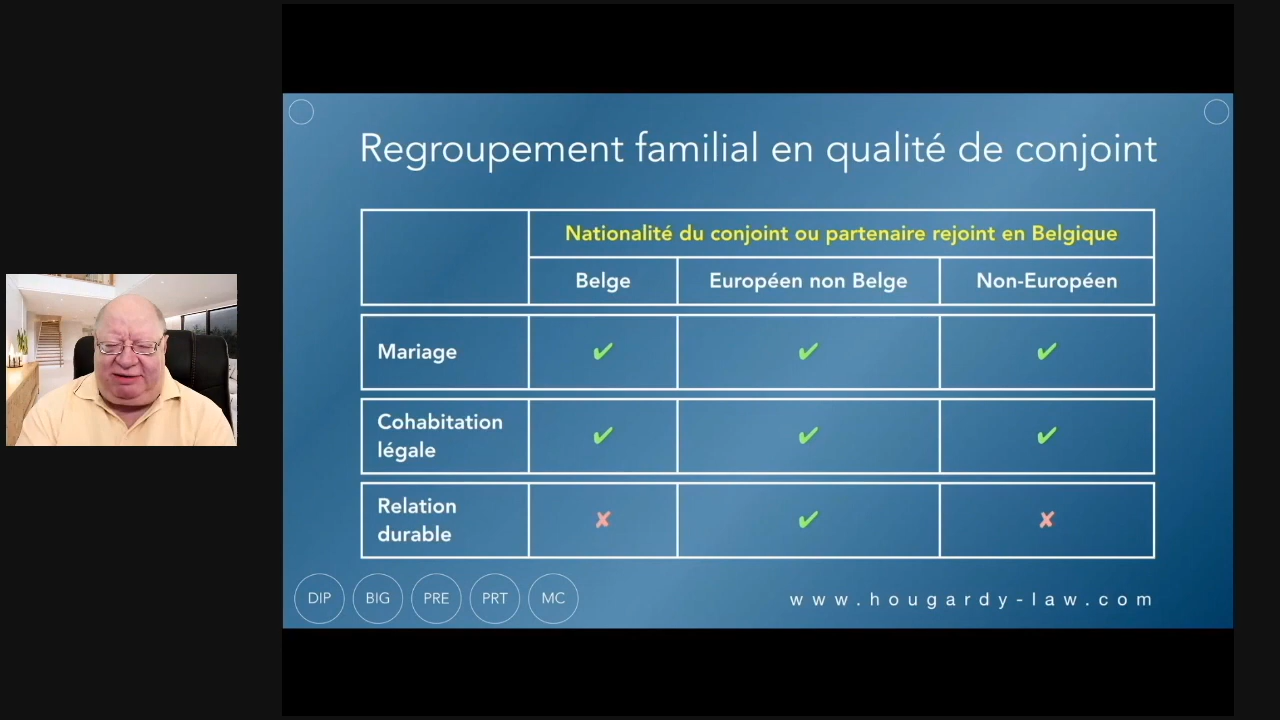 Regroupement familial en qualité de conjoint
Nationalité du conjoint ou partenaire rejoint en Belgique
Belge
Européen non Belge
Non-Européen
Mariage
✔ ✔ ✔
Cohabitation
légale
✔ ✔ ✔
Relation
durable
✘ ✔ ✘
DIP
BIG
PRE
PRT
MC
www.hougardy-law.com